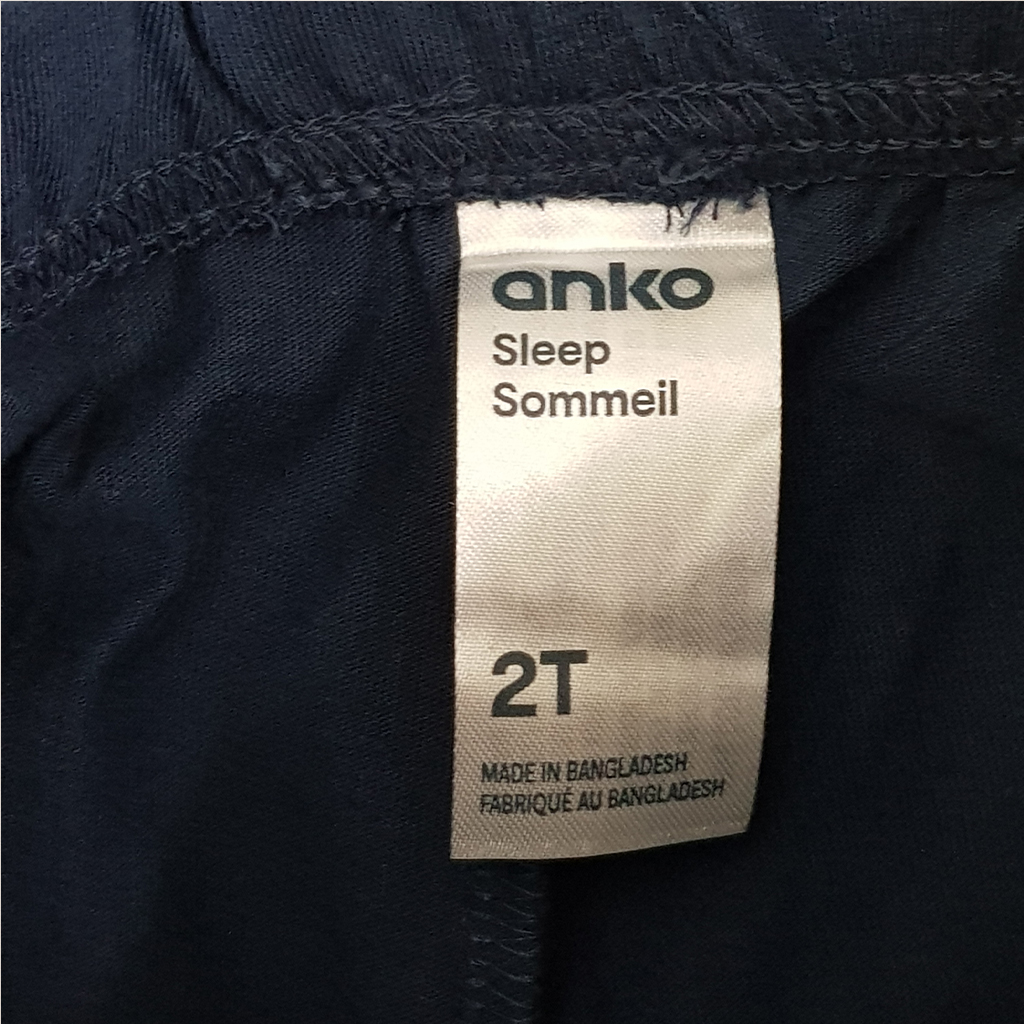 anko
Sleep
Sommeil
2T
MADE IN BANGLADESH
FABRIQUÉ AU BANGLADESH